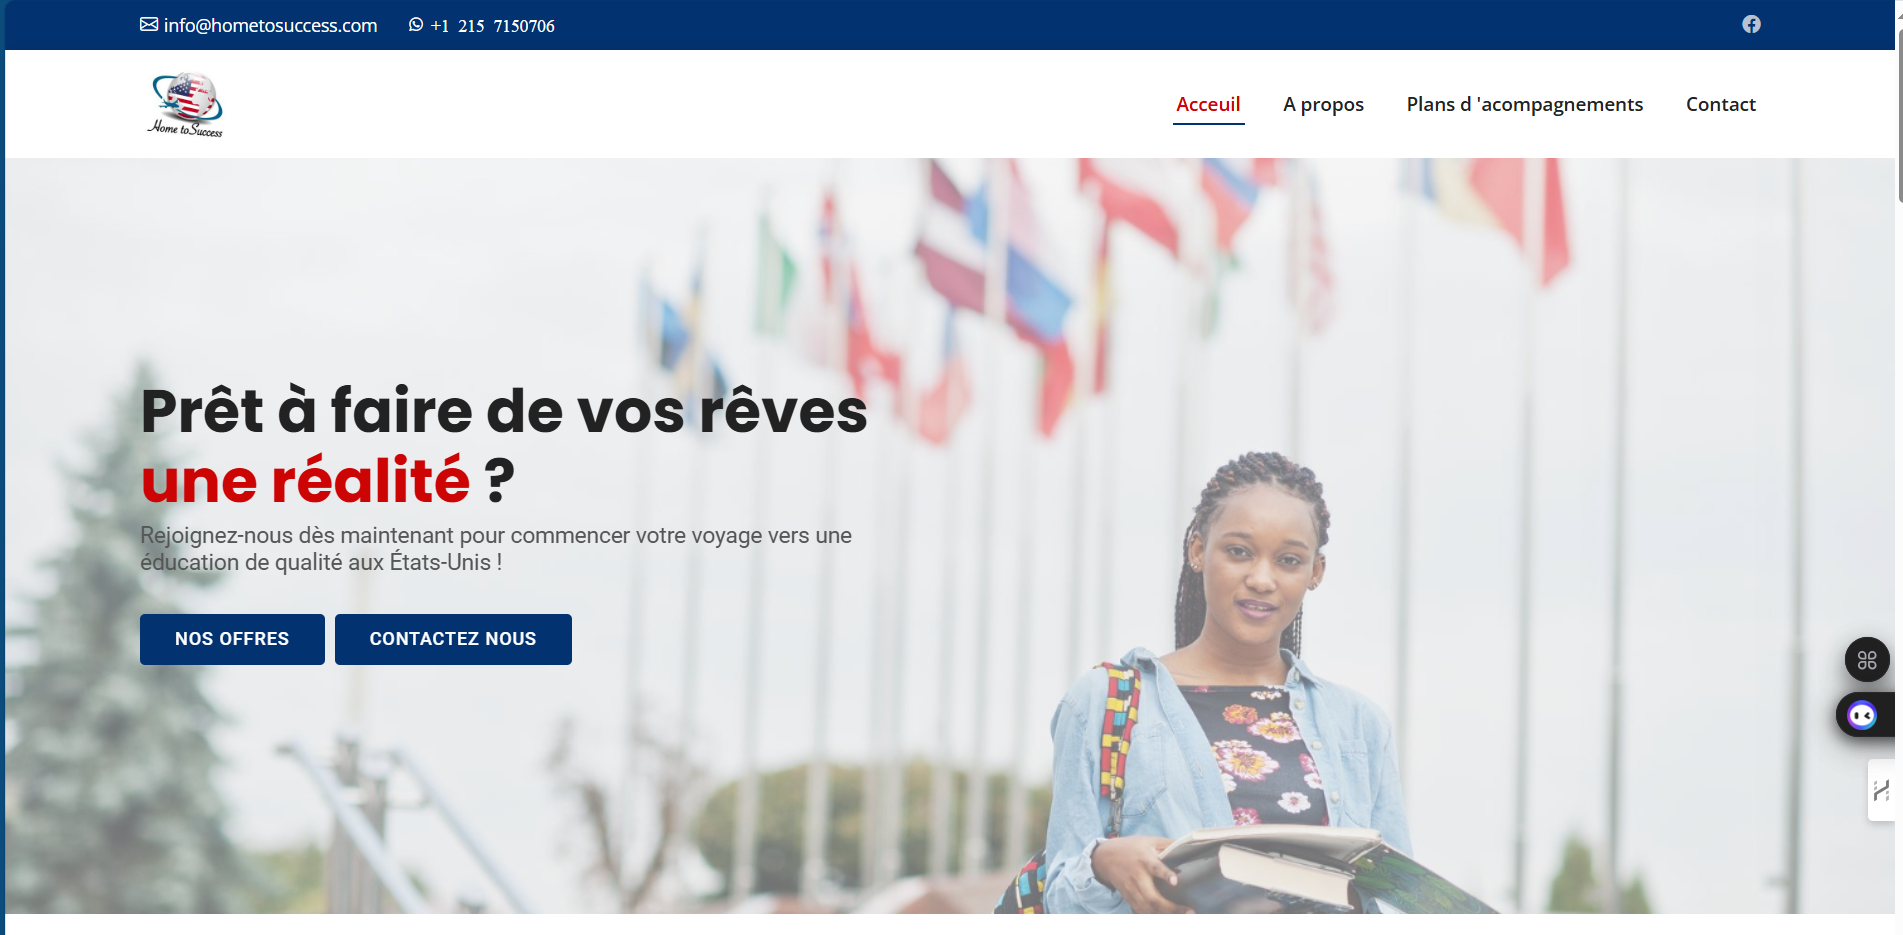 info@hometosuccess.com
+1 215 7150706
Home to Success
Acceuil
A propos
Plans d 'acompagnements
Contact
Prêt à faire de vos rêves
une réalité ?
Rejoignez-nous dès maintenant pour commencer votre voyage vers une
éducation de qualité aux États-Unis !
NOS OFFRES
CONTACTEZ NOUS